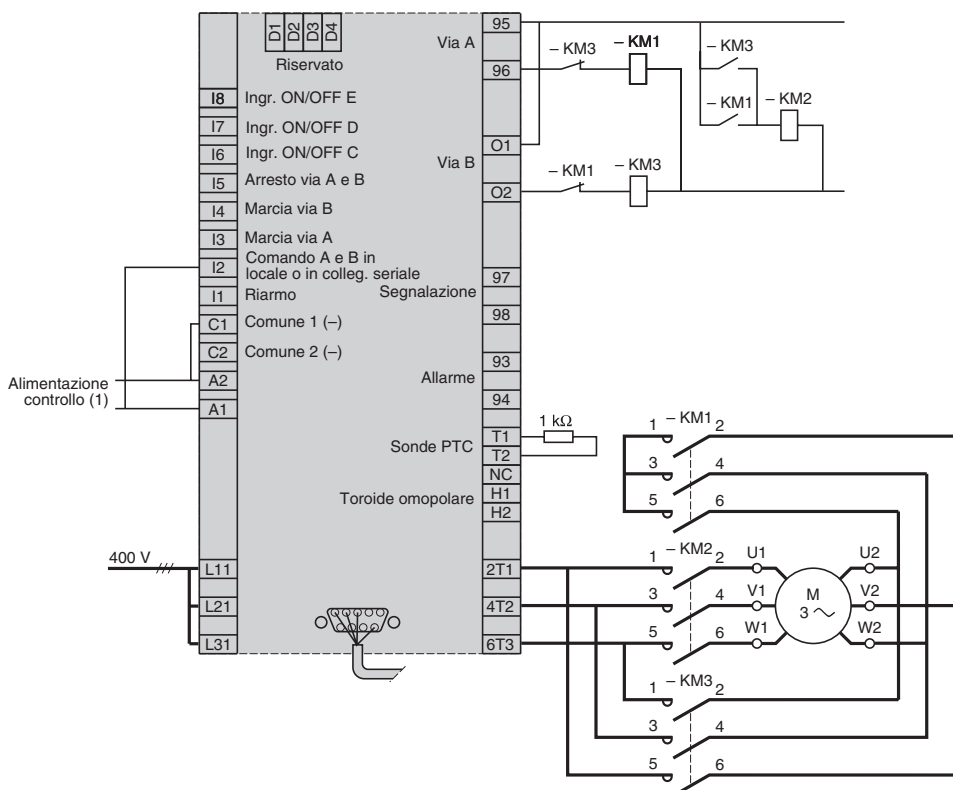 D1
D2
D3
D4
Riservato
Via A
95
96
I8 Ingr. ON/OFF E
I7 Ingr. ON/OFF D
I6 Ingr. ON/OFF C
I5 Arresto via A e B
I4 Marcia via B
I3 Marcia via A
I2 Comando A e B in
locale o in colleg. seriale
I1 Riarmo
C1 Comune 1 (–)
C2 Comune 2 (–)
A2
A1
Alimentazione
controllo (1)
Via B
O1
O2
Segnalazione
97
98
Allarme
93
94
Sonde PTC
T1
T2
1 kΩ
NC
Toroide omopolare
H1
H2
400 V
L11
L21
L31
2T1
4T2
6T3
– KM3
– KM1
– KM3
– KM1
– KM2
– KM1
– KM3
1 – KM1 2
3 4
5 6
1 – KM2 2 U1 U2
3 4 V1 V2
5 6 W1 W2
M
3 ~
1 – KM3 2
3 4
5 6